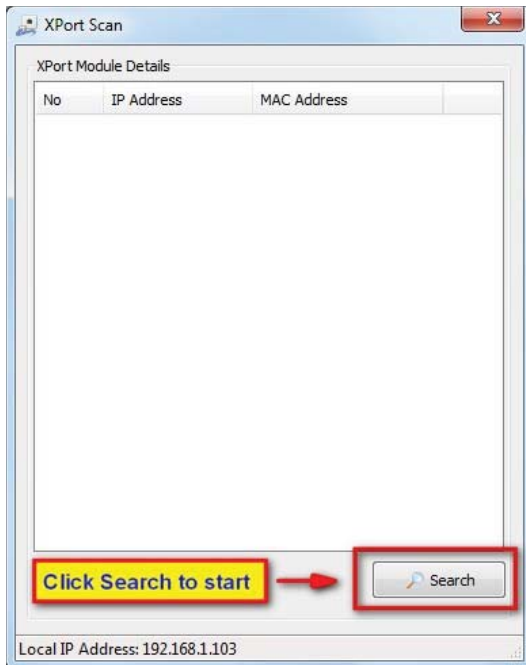 XPort Scan
XPort Module Details
No IP Address MAC Address
Click Search to start
Search
Local IP Address: 192.168.1.103